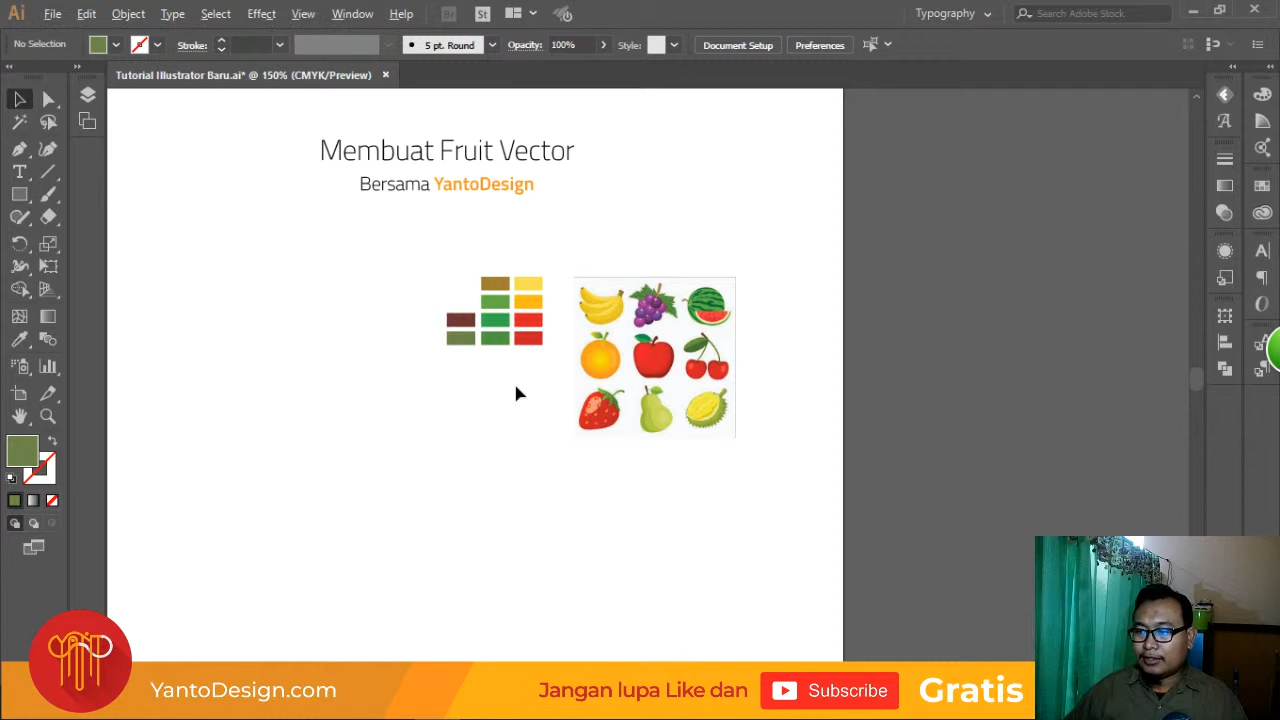 Ai File Edit Object Type Select Effect View Window Help Br St Typography Search Adobe Stock
No Selection Stroke: 5 pt. Round Opacity: 100% Style: Document Setup Preferences
Tutorial Illustrator Baru.ai* @ 150% (CMYK/Preview)
Membuat Fruit Vector
Bersama YantoDesign
YantoDesign.com
Jangan lupa Like dan
Subscribe
Gratis